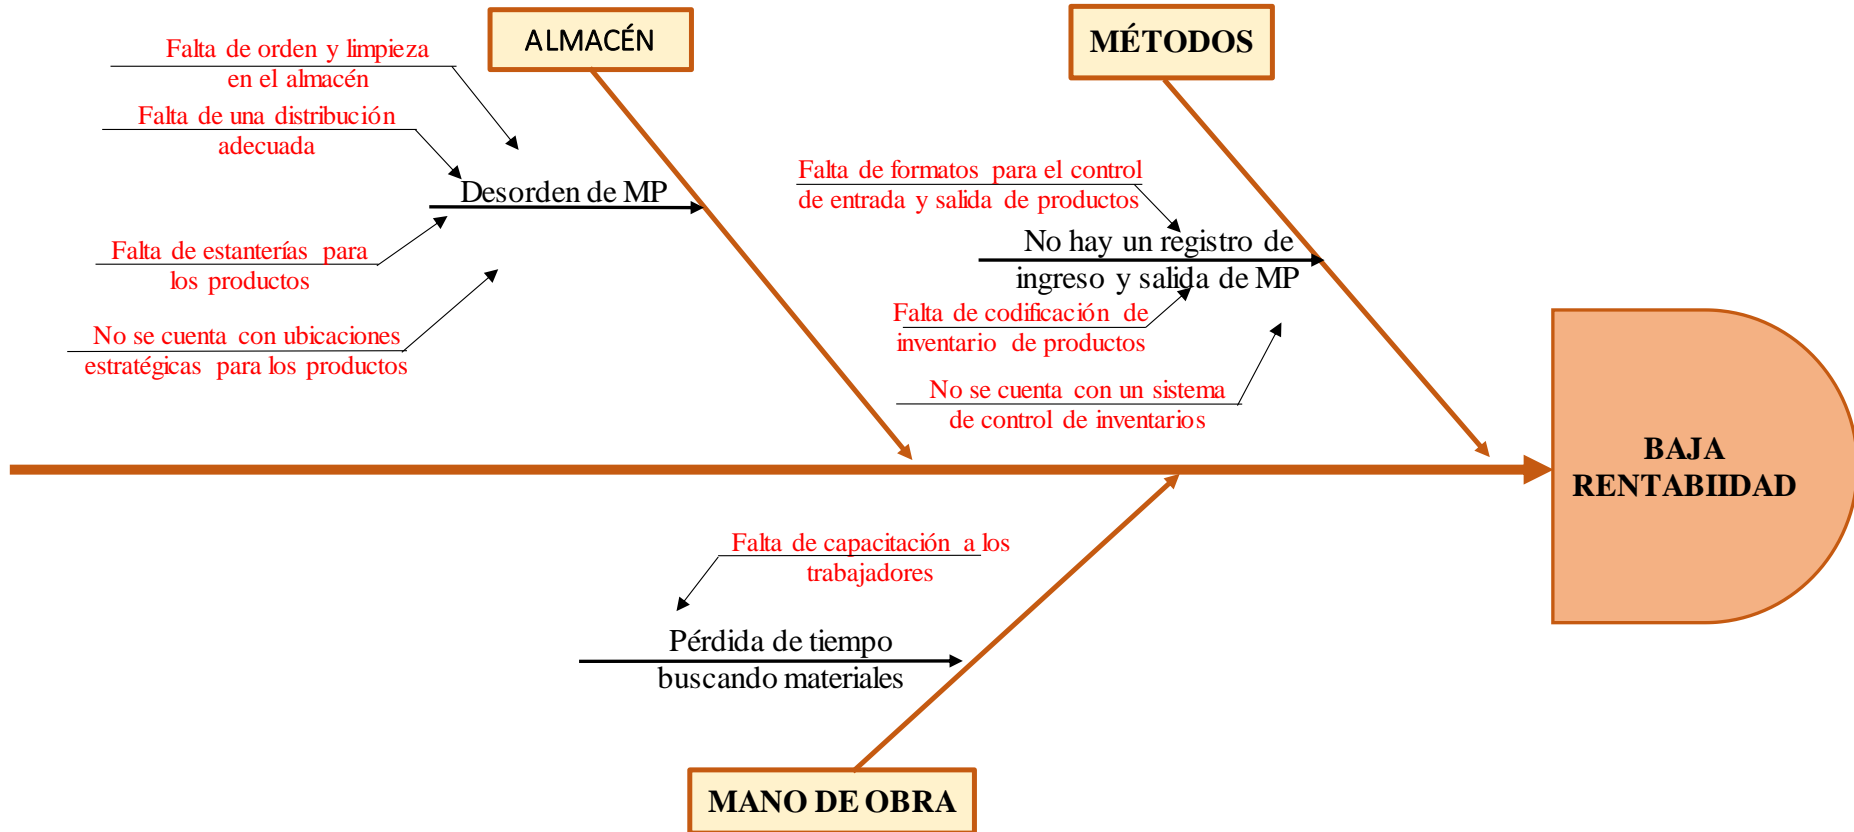 ALMACÉN
Falta de orden y limpieza
en el almacén
Falta de una distribución
adecuada
Desorden de MP
Falta de estanterías para
los productos
No se cuenta con ubicaciones
estratégicas para los productos
MÉTODOS
Falta de formatos para el control
de entrada y salida de productos
No hay un registro de
ingreso y salida de MP
Falta de codificación de
inventario de productos
No se cuenta con un sistema
de control de inventarios
BAJA
RENTABIIDAD
Falta de capacitación a los
trabajadores
Pérdida de tiempo
buscando materiales
MANO DE OBRA